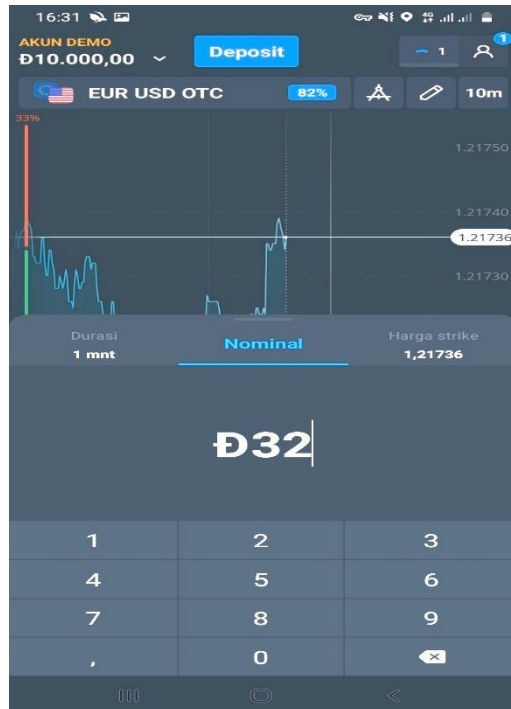 16:31
AKUN DEMO
Đ10.000,00
Deposit
1
1
EUR USD OTC
82%
10m
33%
1.21750
1.21740
1.21736
1.21730
Durasi
1 mnt
Nominal
Harga strike
1,21736
Đ32
1 2 3
4 5 6
7 8 9
, 0